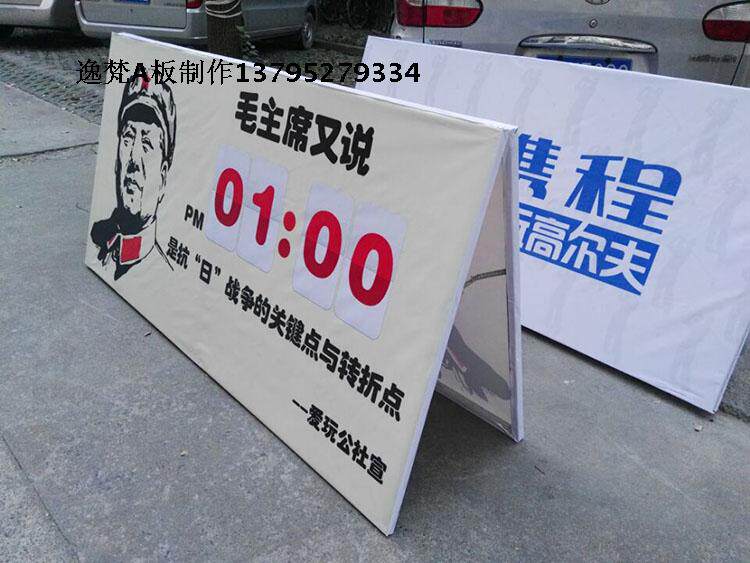 逸梵A板制作13795279334
毛主席又说
PM 01:00
是抗“日”战争的关键点与转折点
——爱玩公社宣
携程
高尔夫